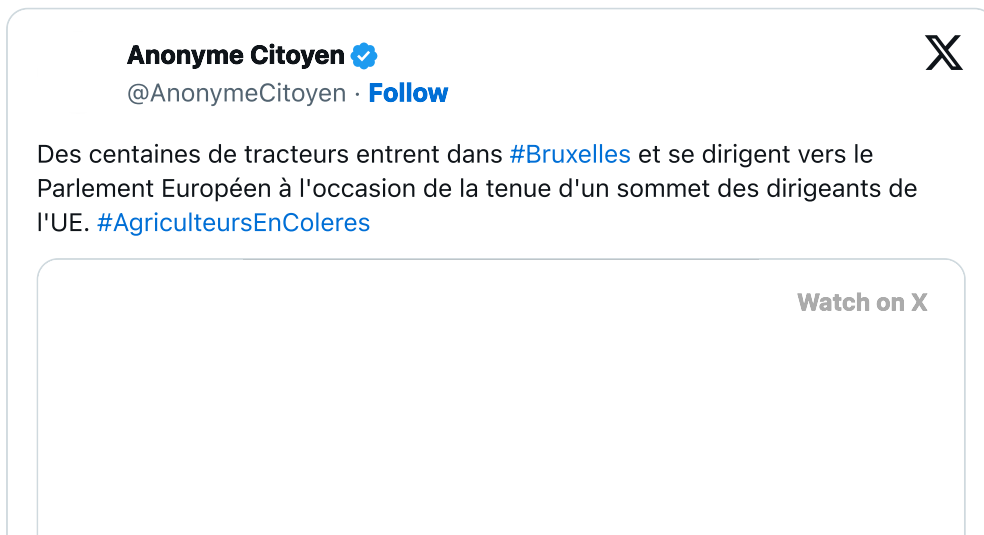 Anonyme Citoyen
@AnonymeCitoyen · Follow
Des centaines de tracteurs entrent dans #Bruxelles et se dirigent vers le
Parlement Européen à l'occasion de la tenue d'un sommet des dirigeants de
l'UE. #AgriculteursEnColeres
Watch on X